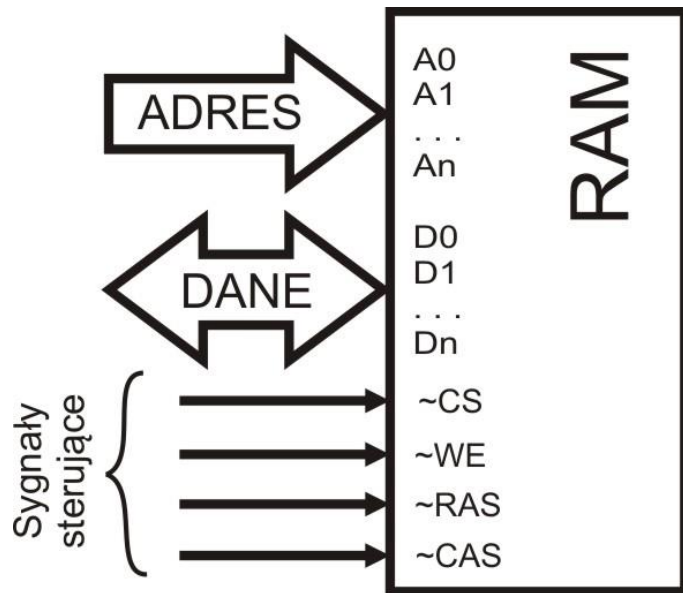 ADRES
A0
A1
. . .
An
RAM
DANE
D0
D1
. . .
Dn
Sygnały
sterujące
~CS
~WE
~RAS
~CAS